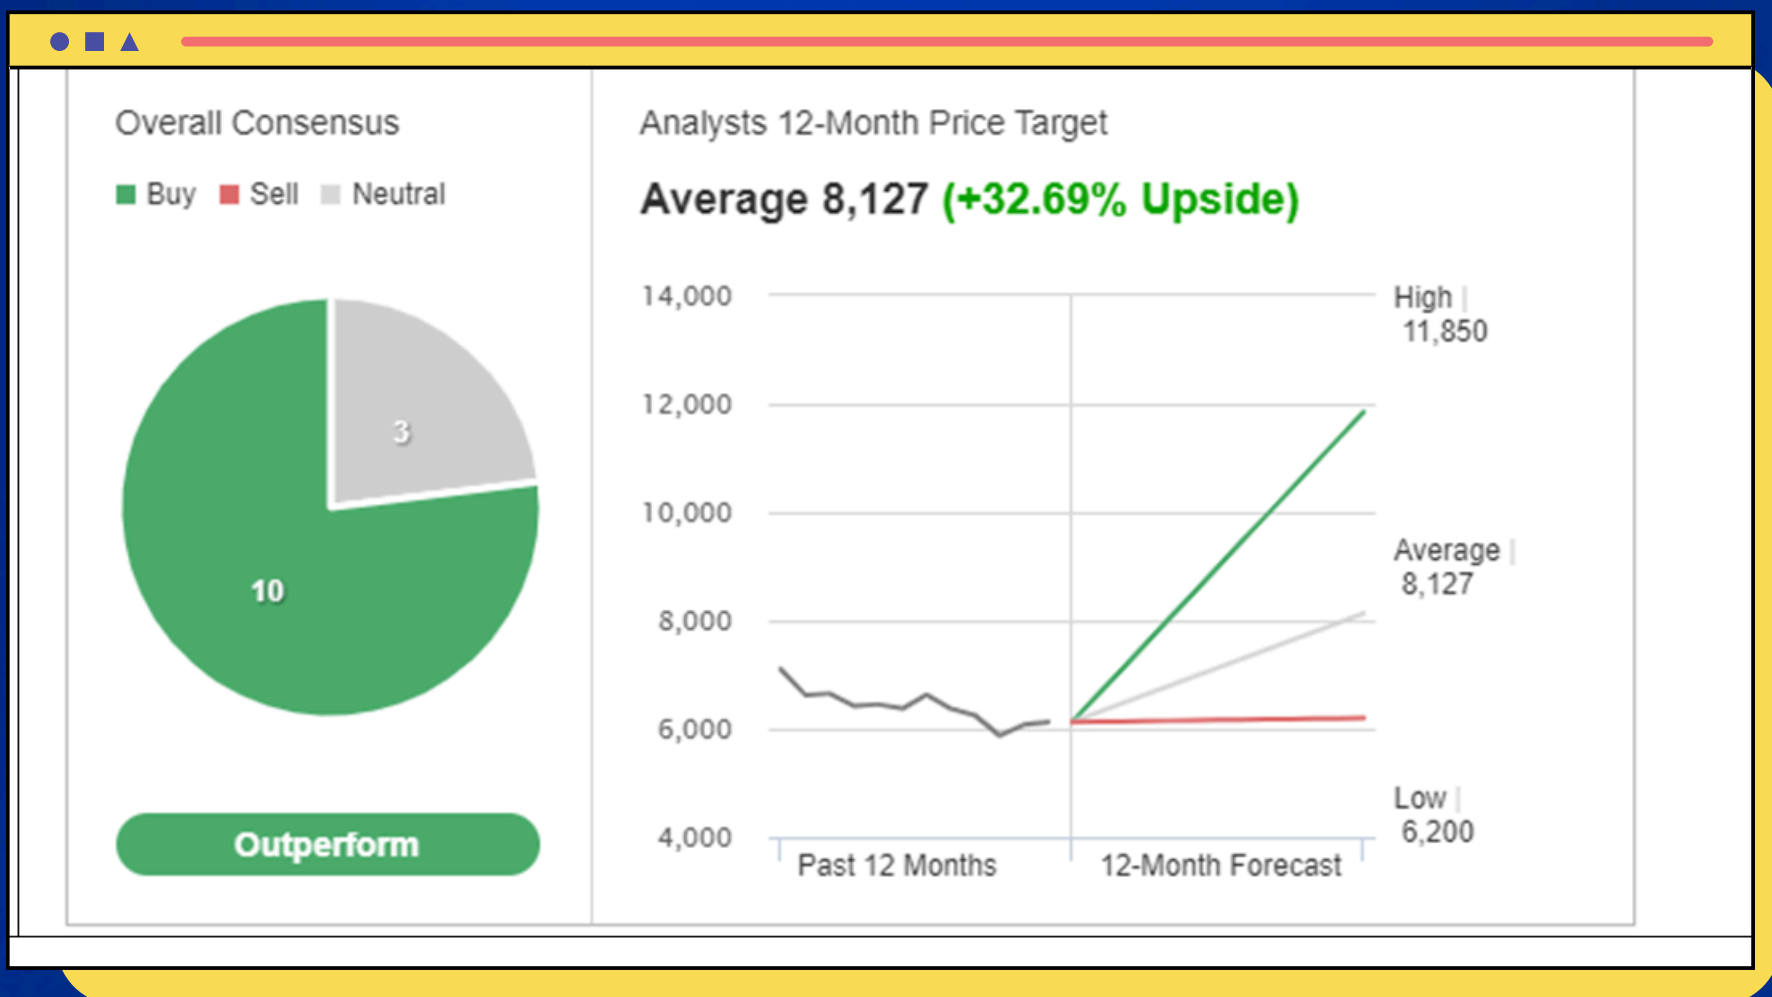 Overall Consensus
Buy Sell Neutral
3
10
Outperform
Analysts 12-Month Price Target
Average 8,127 (+32.69% Upside)
14,000
12,000
10,000
8,000
6,000
4,000
Past 12 Months 12-Month Forecast
High |
11,850
Average |
8,127
Low |
6,200